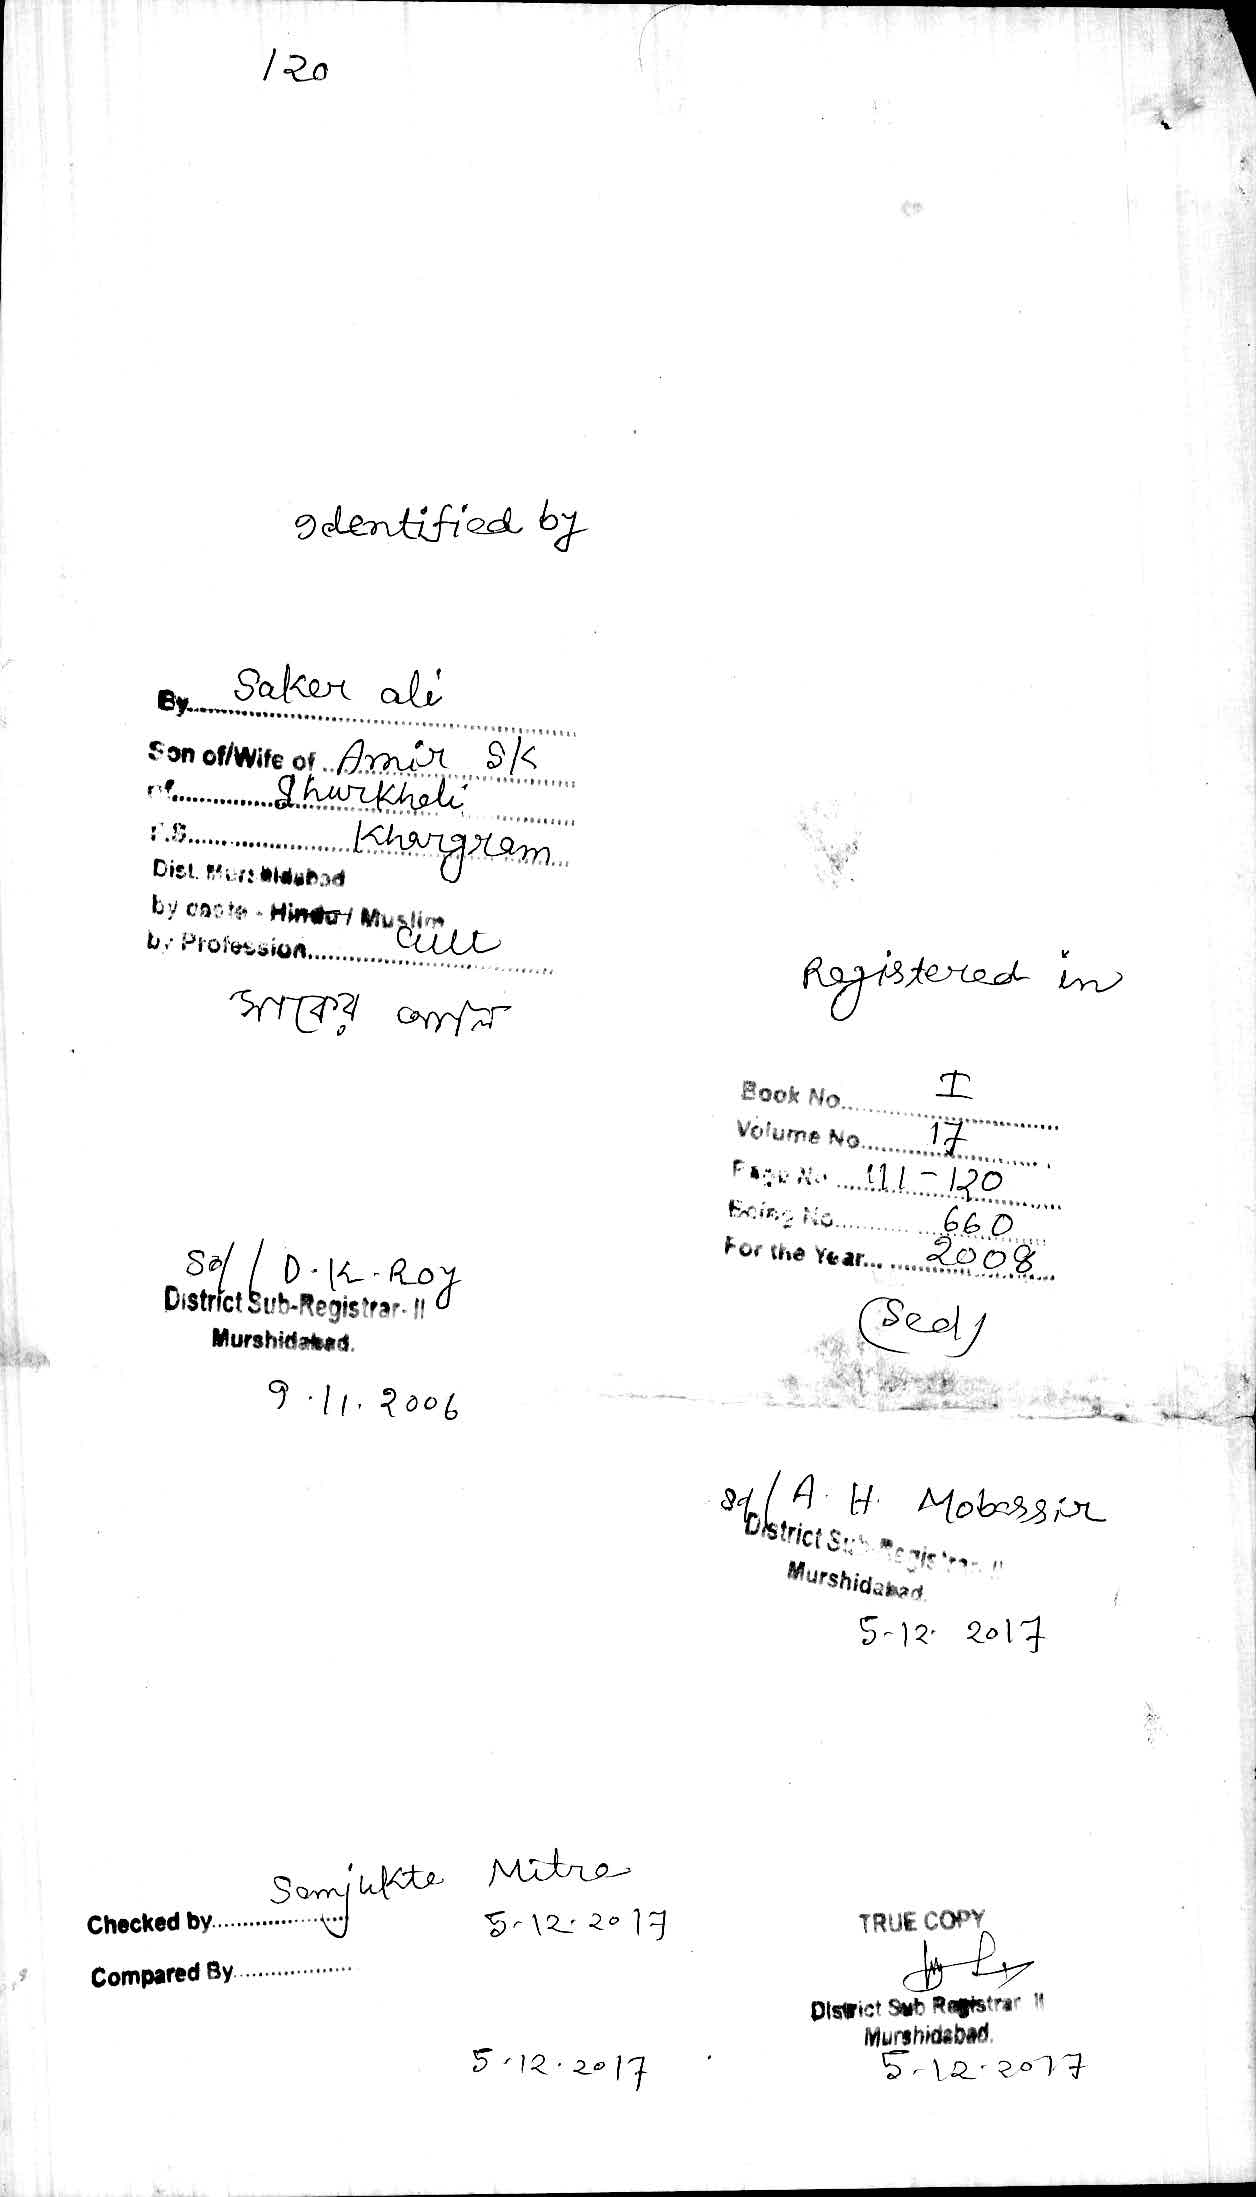 120
Identified by
By Saker ali
Son of/Wife of Amir SK
of Jhurkheli
P.S. Khargram
Dist. Murshidabad
by caste - Hindu / Muslim
by Profession Cult
সাকের আলি
Registered in
Book No I
Volume No 17
Page No 111-120
Being No 660
For the Year 2008
(Sed)
Sd/ D.K.Roy
District Sub-Registrar-II
Murshidabad.
9.11.2006
Sd/ A. H. Mobassir
District Sub-Registrar-II
Murshidabad.
5-12. 2017
Samjukta Mitra
Checked by 5-12.2017
Compared By
5.12.2017
TRUE COPY
District Sub Registrar II
Murshidabad.
5-12.2017